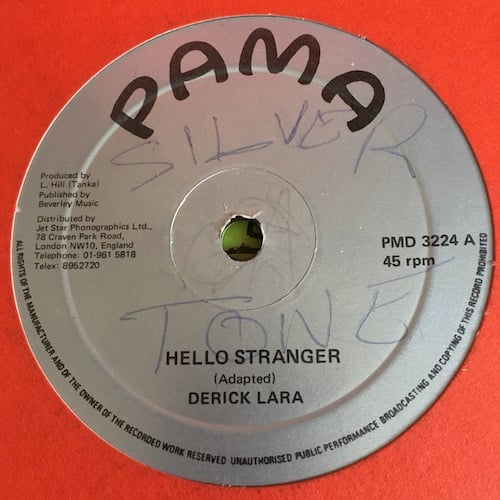 PAMA
SILVER
Produced by
L. Hill (Tanka)
Published by
Beverley Music
Distributed by
Jet Star Phonographics Ltd.,
78 Craven Park Road,
London NW10, England
Telephone: 01-961 5818
Telex: 8952720
PMD 3224 A
45 rpm
TONE
HELLO STRANGER
(Adapted)
DERICK LARA
ALL RIGHTS OF THE MANUFACTURER AND OF THE OWNER OF THE RECORDED WORK RESERVED UNAUTHORISED PUBLIC PERFORMANCE BROADCASTING AND COPYING OF THIS RECORD PROHIBITED